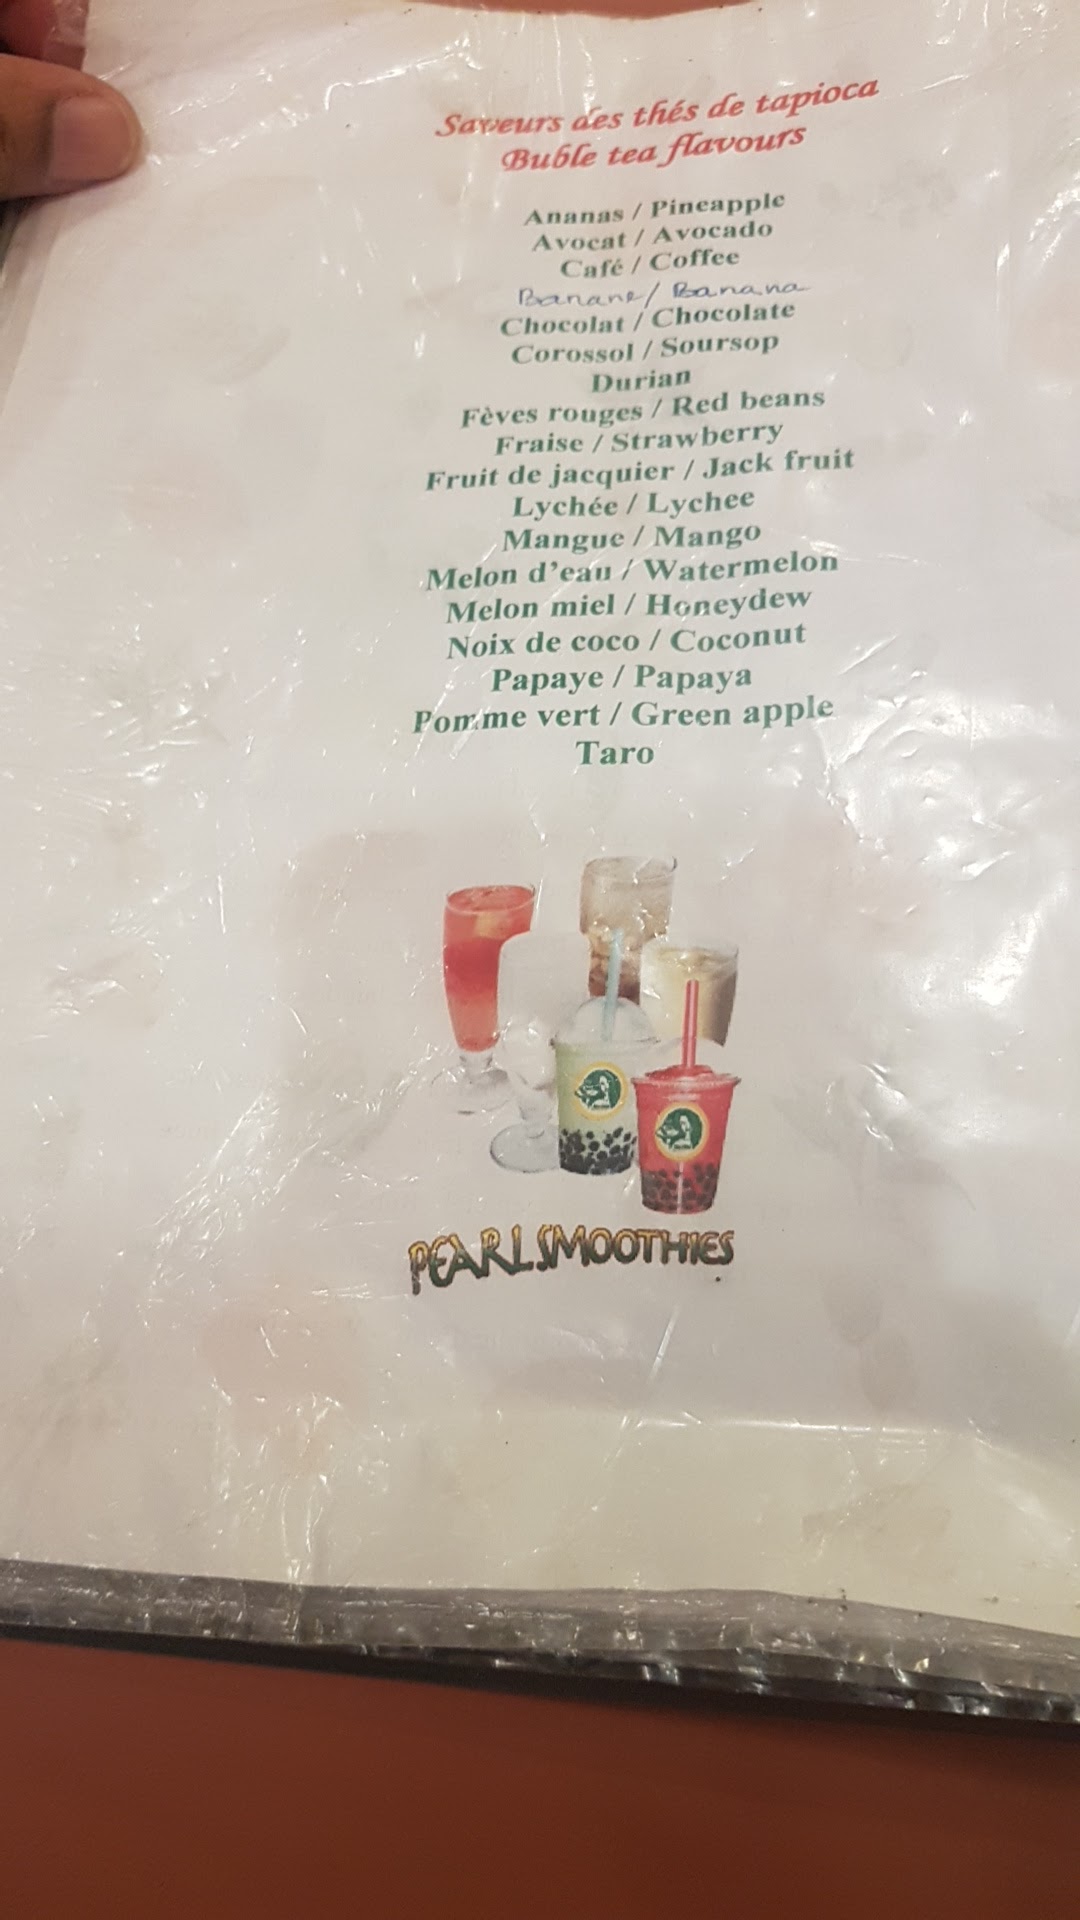 Saveurs des thés de tapioca
Buble tea flavours
Ananas / Pineapple
Avocat / Avocado
Café / Coffee
Banane / Banana
Chocolat / Chocolate
Corossol / Soursop
Durian
Fèves rouges / Red beans
Fraise / Strawberry
Fruit de jacquier / Jack fruit
Lychée / Lychee
Mangue / Mango
Melon d'eau / Watermelon
Melon miel / Honeydew
Noix de coco / Coconut
Papaye / Papaya
Pomme vert / Green apple
Taro
PEARL SMOOTHIES